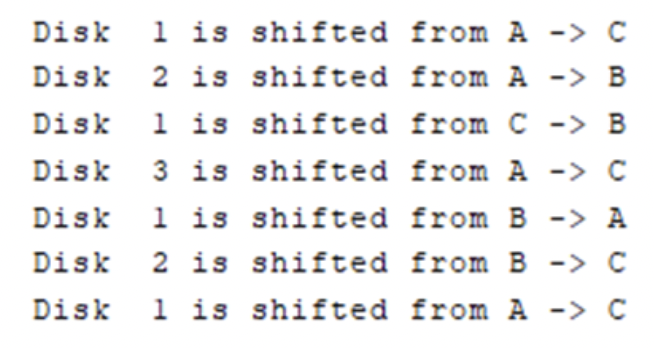 Disk  1 is shifted from A -> C
Disk  2 is shifted from A -> B
Disk  1 is shifted from C -> B
Disk  3 is shifted from A -> C
Disk  1 is shifted from B -> A
Disk  2 is shifted from B -> C
Disk  1 is shifted from A -> C